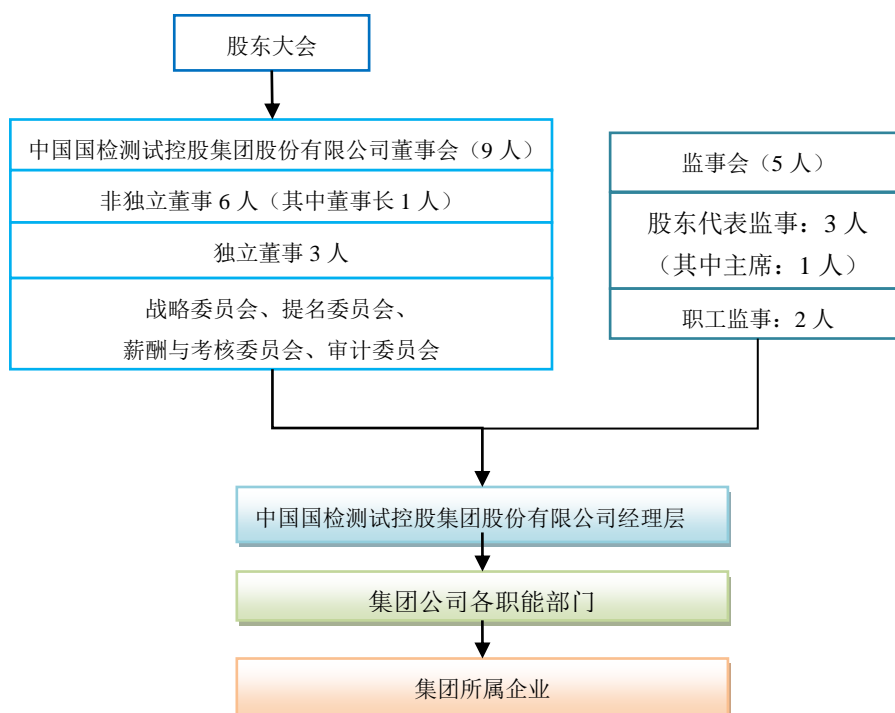 股东大会
中国国检测试控股集团股份有限公司董事会（9 人）
非独立董事 6 人（其中董事长 1 人）
独立董事 3 人
战略委员会、提名委员会、
薪酬与考核委员会、审计委员会
监事会（5 人）
股东代表监事：3 人
（其中主席：1 人）
职工监事：2 人
中国国检测试控股集团股份有限公司经理层
集团公司各职能部门
集团所属企业